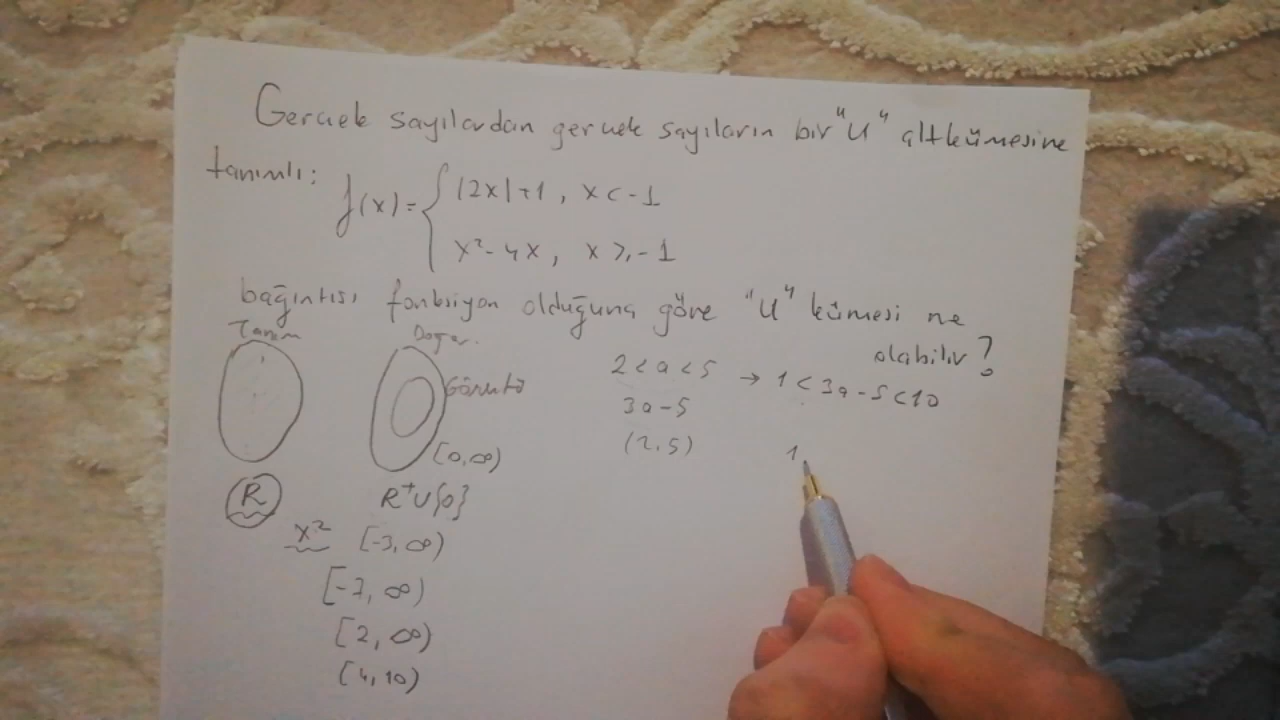 Gerçek sayılardan gerçek sayıların bir "U" altkümesine
tanımlı:
f(x)= { |2x|+1, x<-1
x²-4x, x≥-1
bağıntısı fonksiyon olduğuna göre "U" kümesi ne
olabilir?
Tanım
Değer.
Görüntü
[0,∞)
R
R⁺∪{0}
x² [-3,∞)
[-7,∞)
[2,∞)
(4,10)
2<a<5 → 1<3a-5<10
3a-5
(2,5)
1